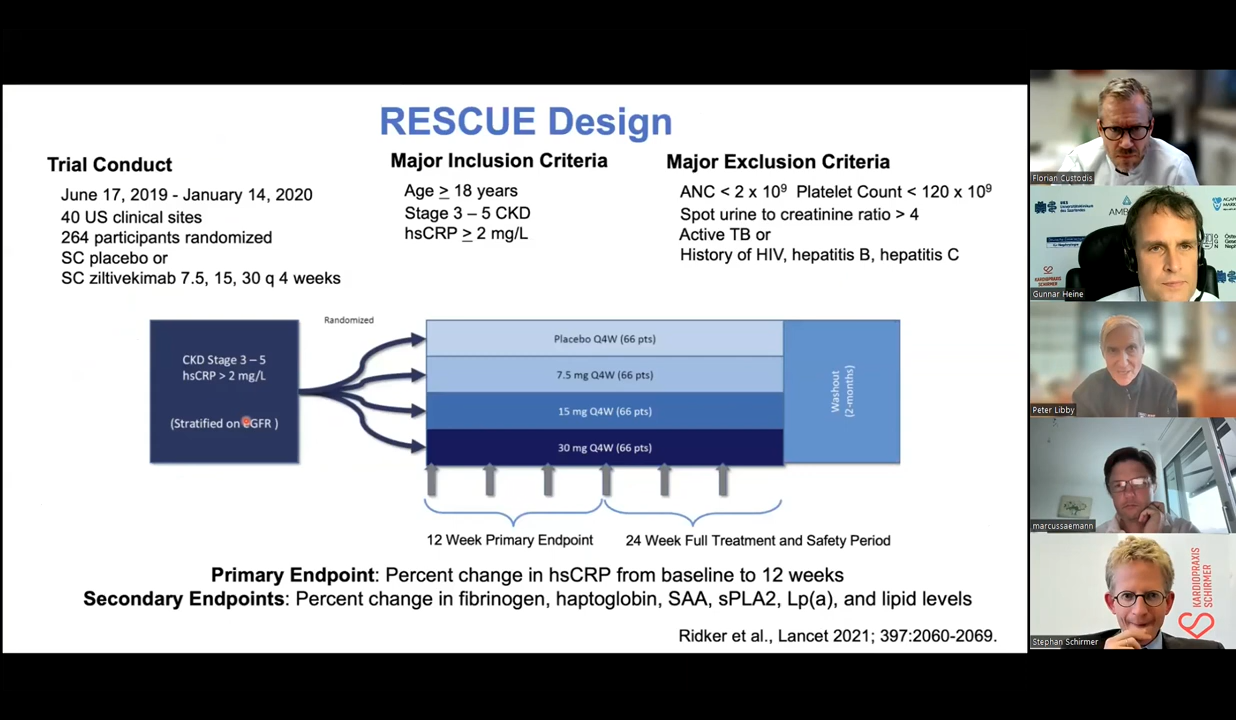 RESCUE Design
Trial Conduct
June 17, 2019 - January 14, 2020
40 US clinical sites
264 participants randomized
SC placebo or
SC ziltivekimab 7.5, 15, 30 q 4 weeks
Major Inclusion Criteria
Age ≥ 18 years
Stage 3 – 5 CKD
hsCRP ≥ 2 mg/L
Major Exclusion Criteria
ANC < 2 x 10⁹ Platelet Count < 120 x 10⁹
Spot urine to creatinine ratio > 4
Active TB or
History of HIV, hepatitis B, hepatitis C
CKD Stage 3 – 5
hsCRP > 2 mg/L
(Stratified on eGFR )
Randomized
Placebo Q4W (66 pts)
7.5 mg Q4W (66 pts)
15 mg Q4W (66 pts)
30 mg Q4W (66 pts)
Washout
(2-months)
12 Week Primary Endpoint
24 Week Full Treatment and Safety Period
Primary Endpoint: Percent change in hsCRP from baseline to 12 weeks
Secondary Endpoints: Percent change in fibrinogen, haptoglobin, SAA, sPLA2, Lp(a), and lipid levels
Ridker et al., Lancet 2021; 397:2060-2069.
Florian Custodis
Gunnar Heine
Peter Libby
marcussaemann
KARDIOPRAXIS
SCHIRMER
Stephan Schirmer